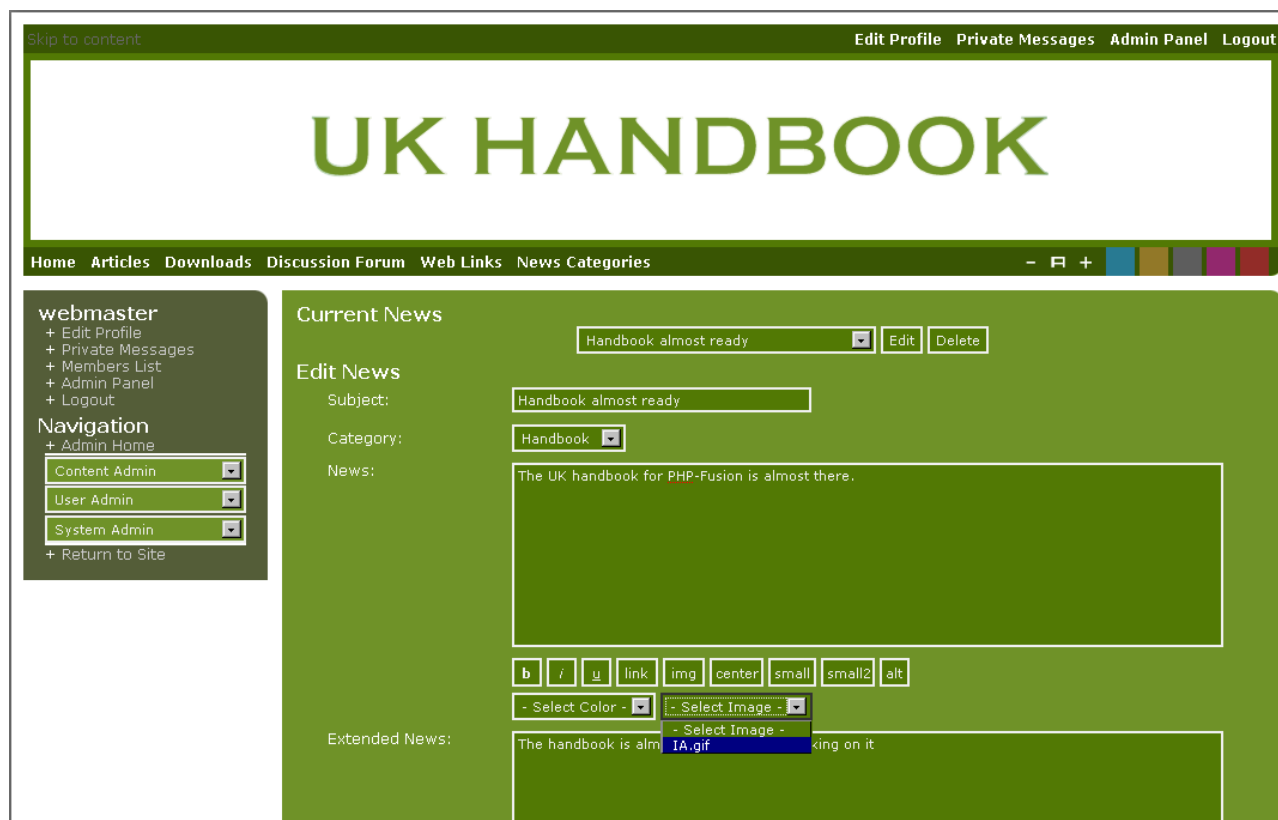 Skip to content
Edit Profile Private Messages Admin Panel Logout
UK HANDBOOK
Home Articles Downloads Discussion Forum Web Links News Categories
- A +
webmaster
+ Edit Profile
+ Private Messages
+ Members List
+ Admin Panel
+ Logout
Navigation
+ Admin Home
Content Admin
User Admin
System Admin
+ Return to Site
Current News
Handbook almost ready Edit Delete
Edit News
Subject: Handbook almost ready
Category: Handbook
News: The UK handbook for PHP-Fusion is almost there.
b i u link img center small small2 alt
- Select Color - - Select Image -
- Select Image -
IA.gif
Extended News: The handbook is on it